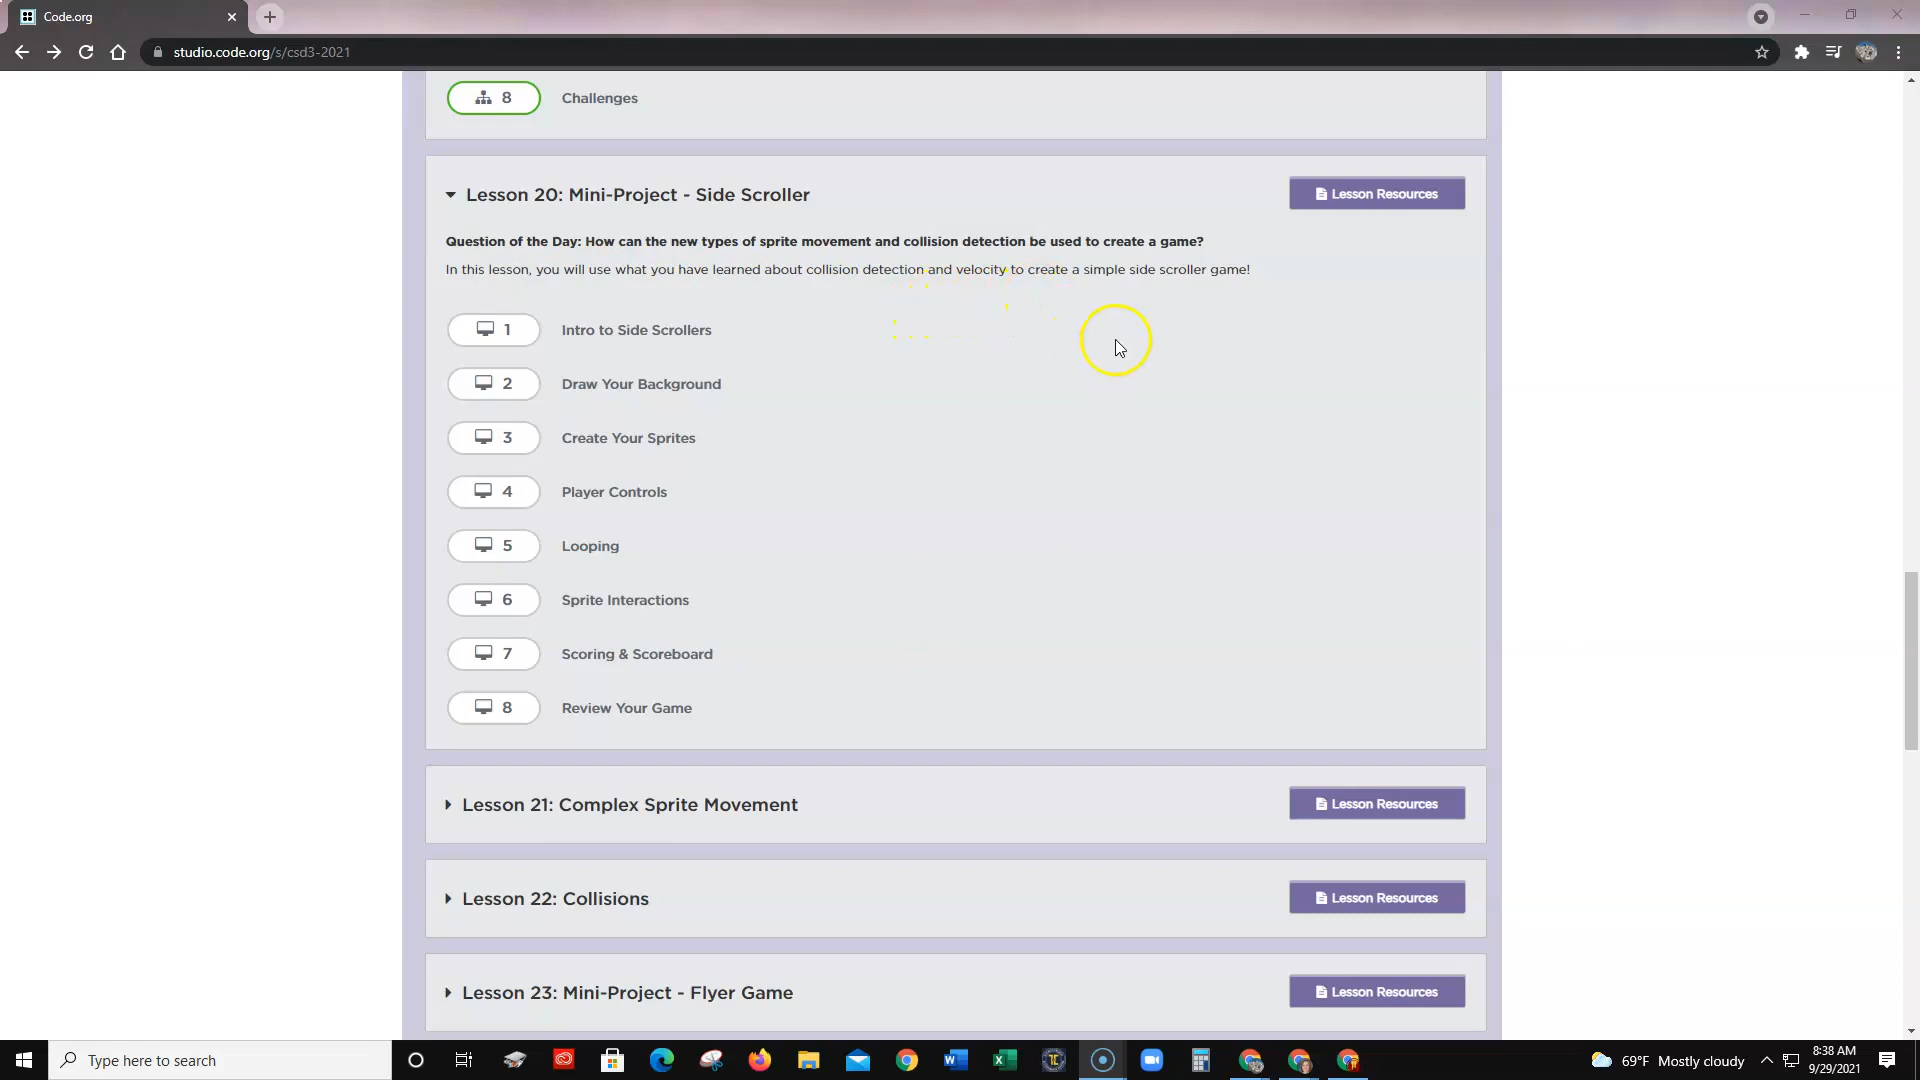 Code.org
studio.code.org/s/csd3-2021
8 Challenges
Lesson 20: Mini-Project - Side Scroller
Lesson Resources
Question of the Day: How can the new types of sprite movement and collision detection be used to create a game?
In this lesson, you will use what you have learned about collision detection and velocity to create a simple side scroller game!
1 Intro to Side Scrollers
2 Draw Your Background
3 Create Your Sprites
4 Player Controls
5 Looping
6 Sprite Interactions
7 Scoring & Scoreboard
8 Review Your Game
Lesson 21: Complex Sprite Movement
Lesson Resources
Lesson 22: Collisions
Lesson Resources
Lesson 23: Mini-Project - Flyer Game
Lesson Resources
Type here to search
69°F Mostly cloudy
8:38 AM
9/29/2021